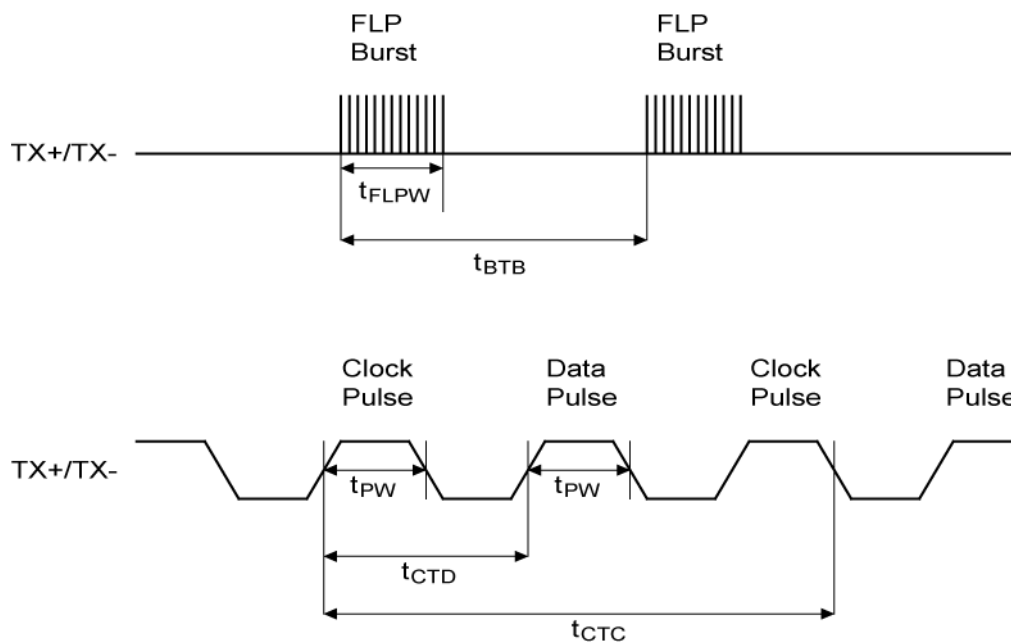 FLP FLP
Burst Burst
TX+/TX-
tFLPW
tBTB
Clock Data Clock Data
Pulse Pulse Pulse Pulse
TX+/TX-
tPW tPW
tCTD
tCTC